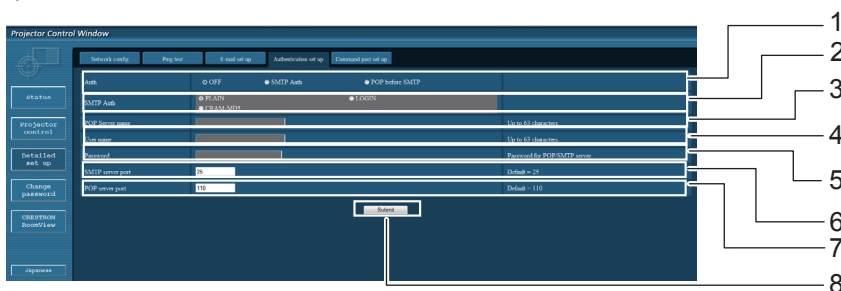 Projector Control Window
1
Network config
Ping test
E-mail set up
Authentication set up
Command port set up
2
Auth
OFF
SMTP Auth
POP before SMTP
Status
SMTP Auth
PLAIN
LOGIN
CRAM-MD5
3
POP Server name
Up to 63 characters.
Projector control
User name
Up to 63 characters.
4
Detailed set up
Password
Password for POP/SMTP server.
SMTP server port
25
Default = 25
5
Change password
POP server port
110
Default = 110
Submit
6
CRESTRON RoomView
7
Japanese
8